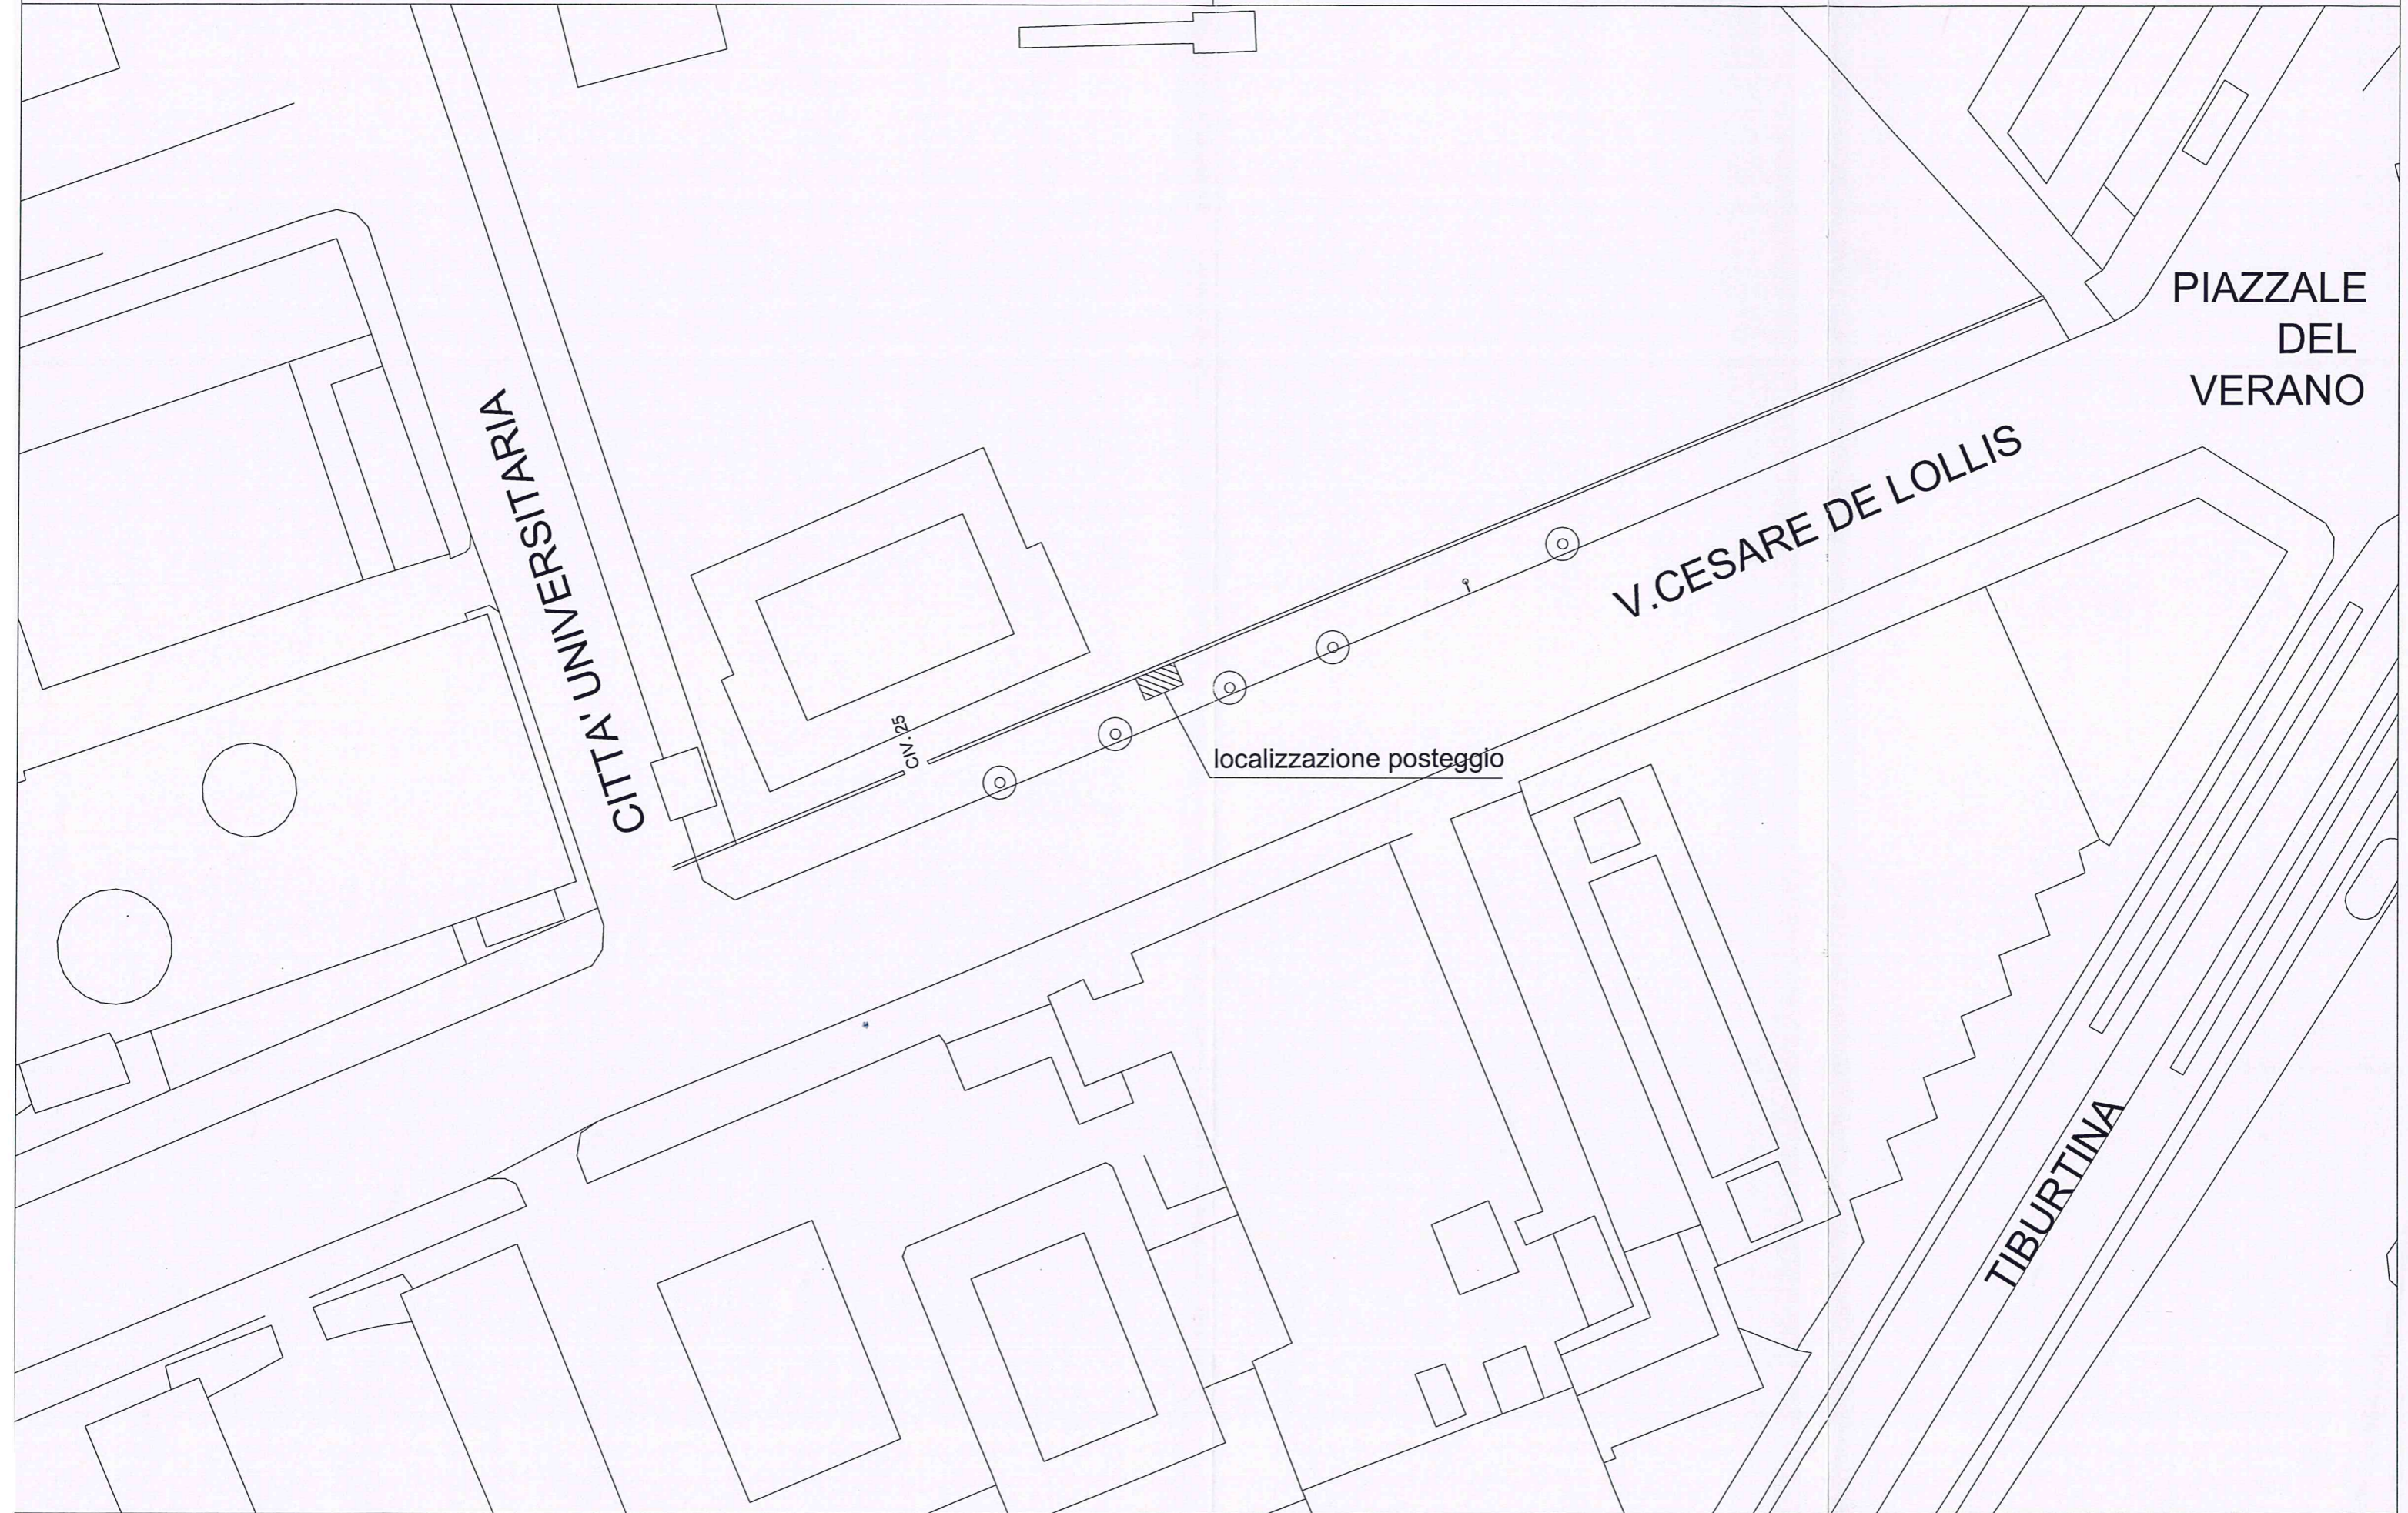 PIAZZALE
DEL
VERANO
V.CESARE DE LOLLIS
CITTA' UNIVERSITARIA
CIV. 25
localizzazione posteggio
TIBURTINA